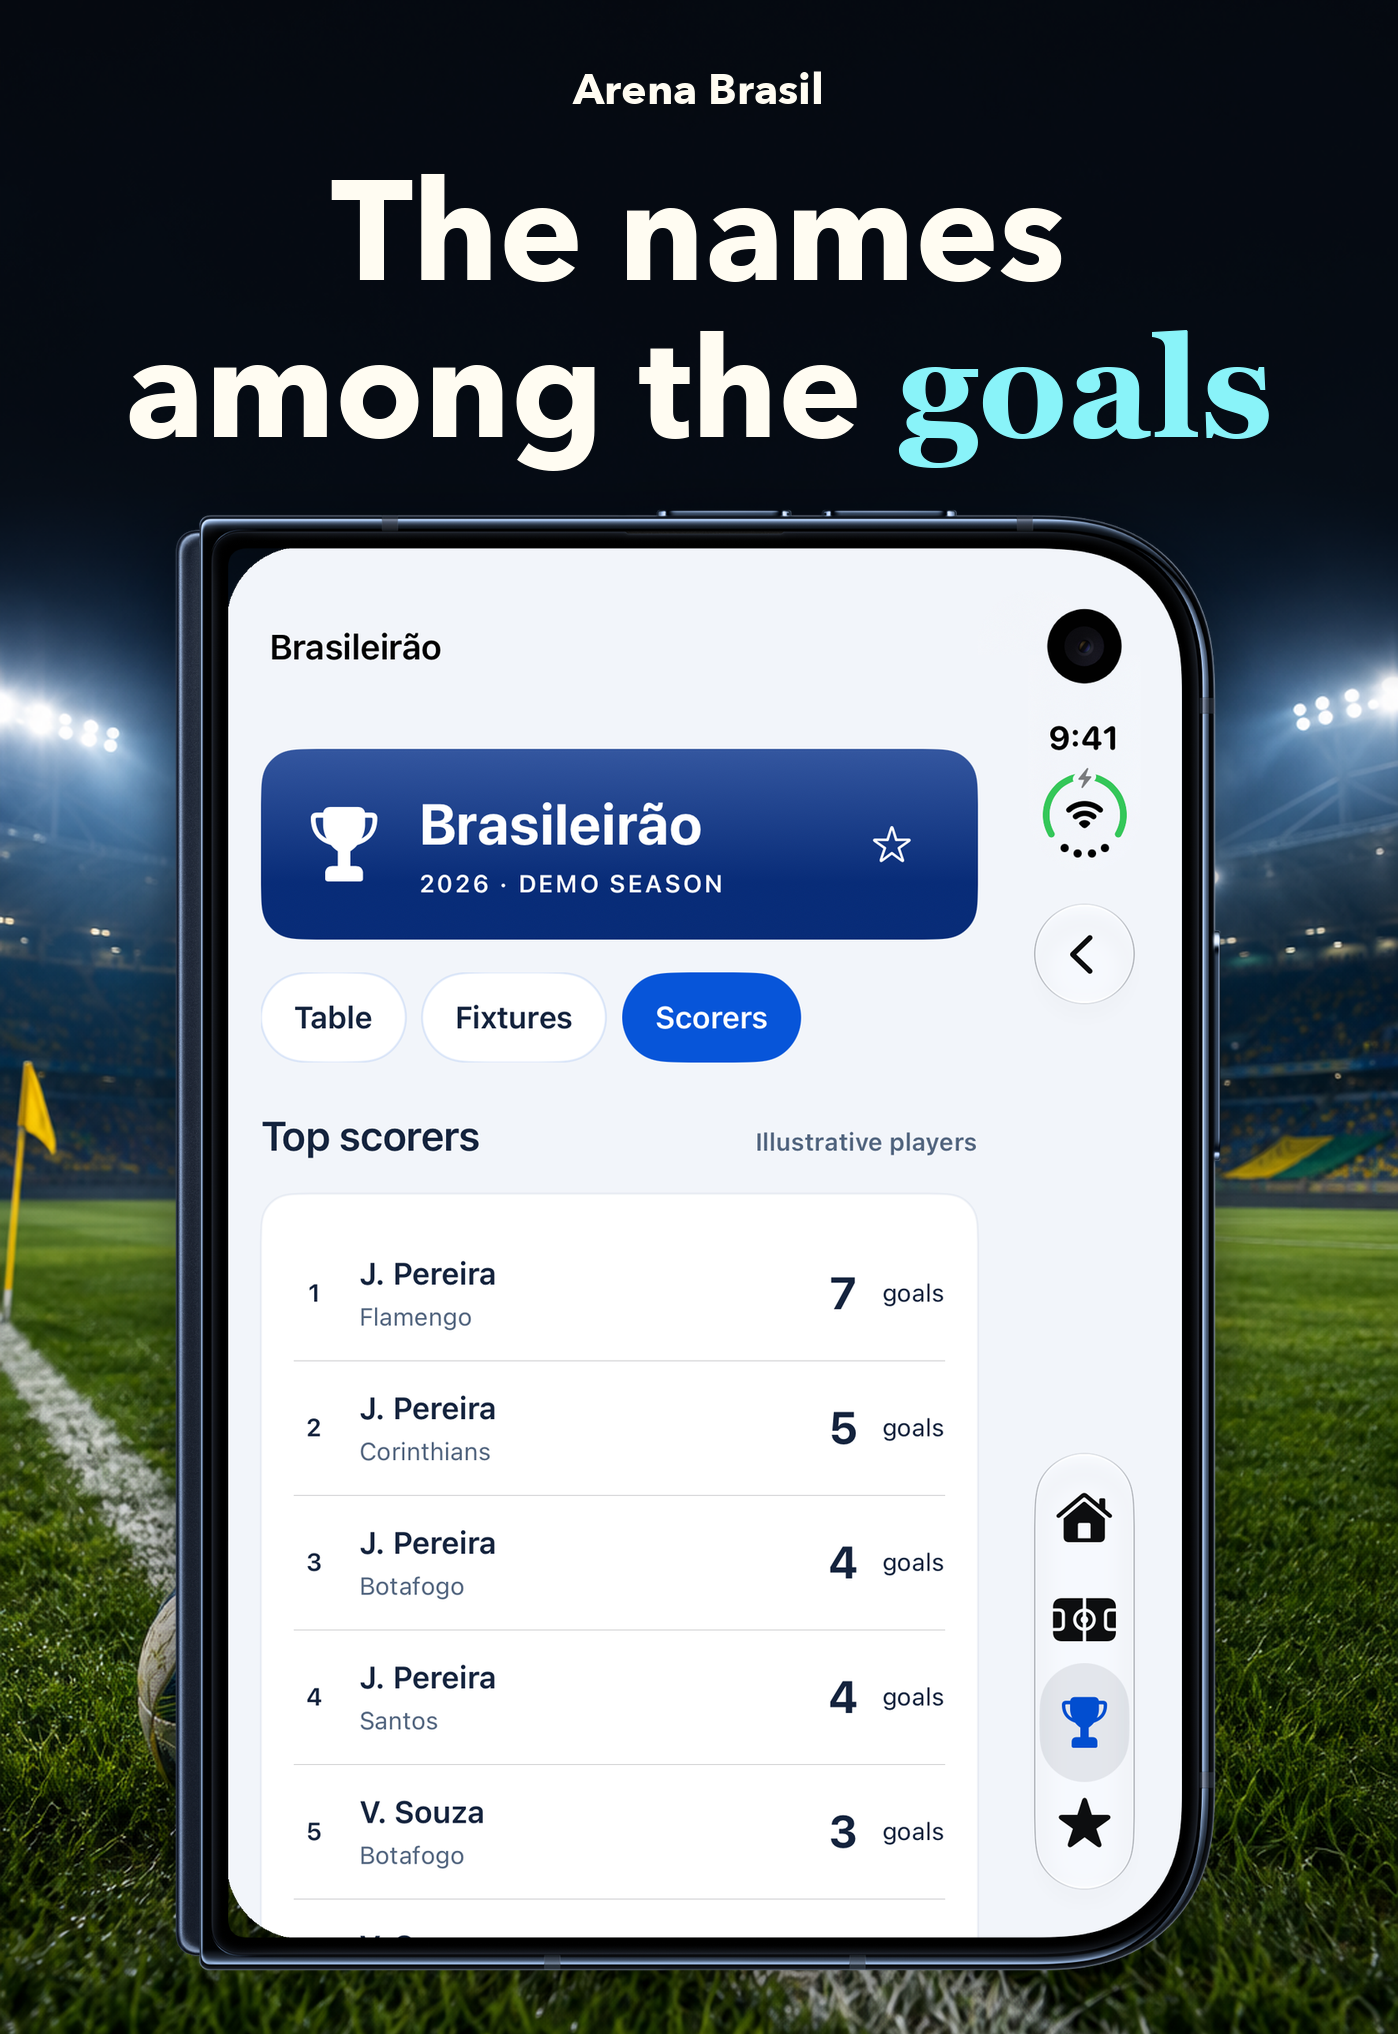 Arena Brasil
The names
among the goals
Brasileirão
9:41
Brasileirão
2026 · DEMO SEASON
Table
Fixtures
Scorers
Top scorers
Illustrative players
1
J. Pereira
Flamengo
7 goals
2
J. Pereira
Corinthians
5 goals
3
J. Pereira
Botafogo
4 goals
4
J. Pereira
Santos
4 goals
5
V. Souza
Botafogo
3 goals